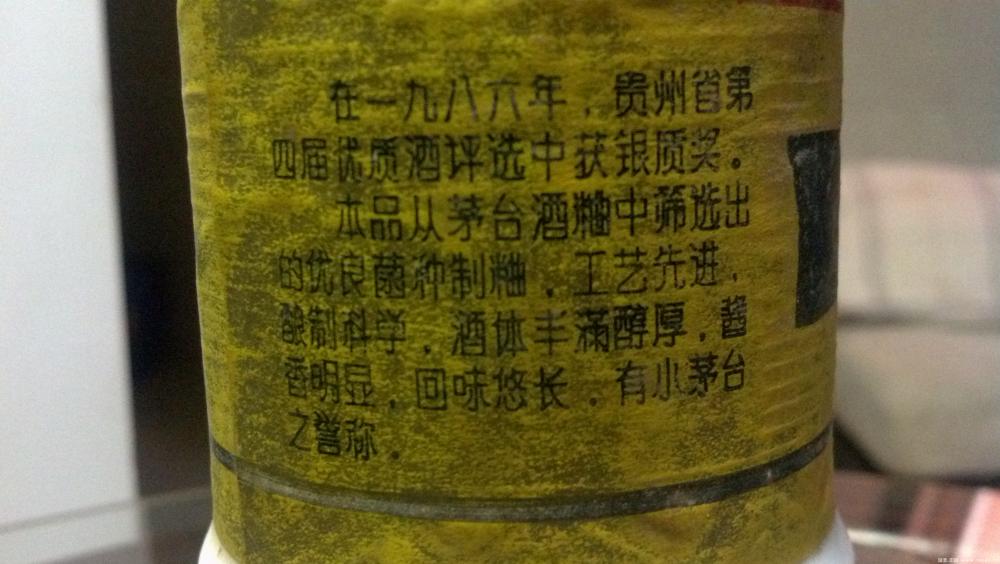 在一九八六年，贵州省第
四届优质酒评选中获银质奖。
本品从茅台酒粬中筛选出
的优良菌种制粬，工艺先进，
酿制科学，酒体丰满醇厚，酱
香明显，回味悠长，有小茅台
之誉称。